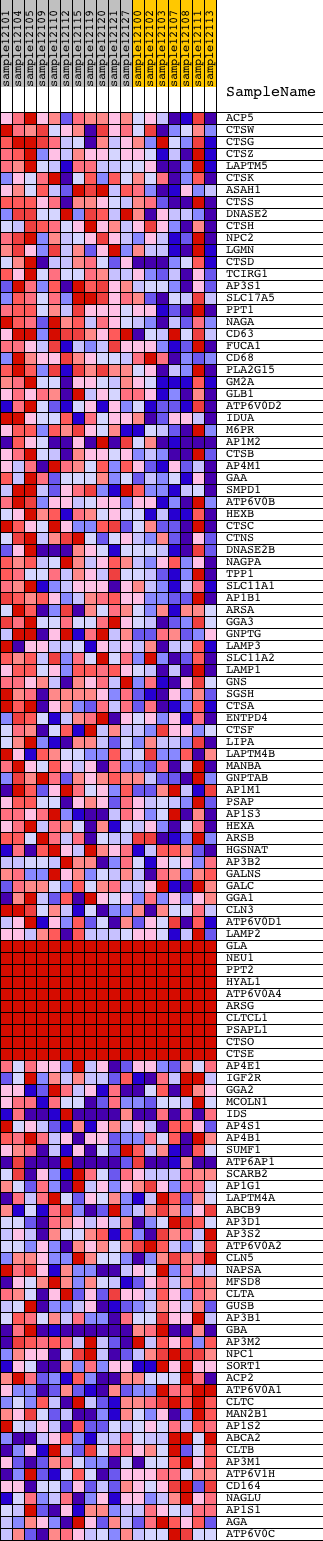 sample12101
sample12104
sample12105
sample12112
sample12119
sample12120
sample12127
sample12100
sample12102
sample12103
sample12107
sample12108
sample12111
SampleName
ACP5
CTSW
CTSG
CTSZ
LAPTM5
CTSK
ASAH1
CTSS
DNASE2
CTSH
NPC2
LGMN
CTSD
TCIRG1
AP3S1
SLC17A5
PPT1
NAGA
CD63
FUCA1
CD68
PLA2G15
GM2A
GLB1
ATP6V0D2
IDUA
M6PR
AP1M2
CTSB
AP4M1
GAA
SMPD1
ATP6V0B
HEXB
CTSC
CTNS
DNASE2B
NAGPA
TPP1
SLC11A1
AP1B1
ARSA
GGA3
GNPTG
LAMP3
SLC11A2
LAMP1
GNS
SGSH
CTSA
ENTPD4
CTSF
LIPA
LAPTM4B
MANBA
GNPTAB
AP1M1
PSAP
AP1S3
HEXA
ARSB
HGSNAT
AP3B2
GALNS
GALC
GGA1
CLN3
ATP6V0D1
LAMP2
GLA
NEU1
PPT2
HYAL1
ATP6V0A4
ARSG
CLTCL1
PSAPL1
CTSO
CTSE
AP4E1
IGF2R
GGA2
MCOLN1
IDS
AP4S1
AP4B1
SUMF1
ATP6AP1
SCARB2
AP1G1
LAPTM4A
ABCB9
AP3D1
AP3S2
ATP6V0A2
CLN5
NAPSA
MFSD8
CLTA
GUSB
AP3B1
GBA
AP3M2
NPC1
SORT1
ACP2
ATP6V0A1
CLTC
MAN2B1
AP1S2
ABCA2
CLTB
AP3M1
ATP6V1H
CD164
NAGLU
AP1S1
AGA
ATP6V0C